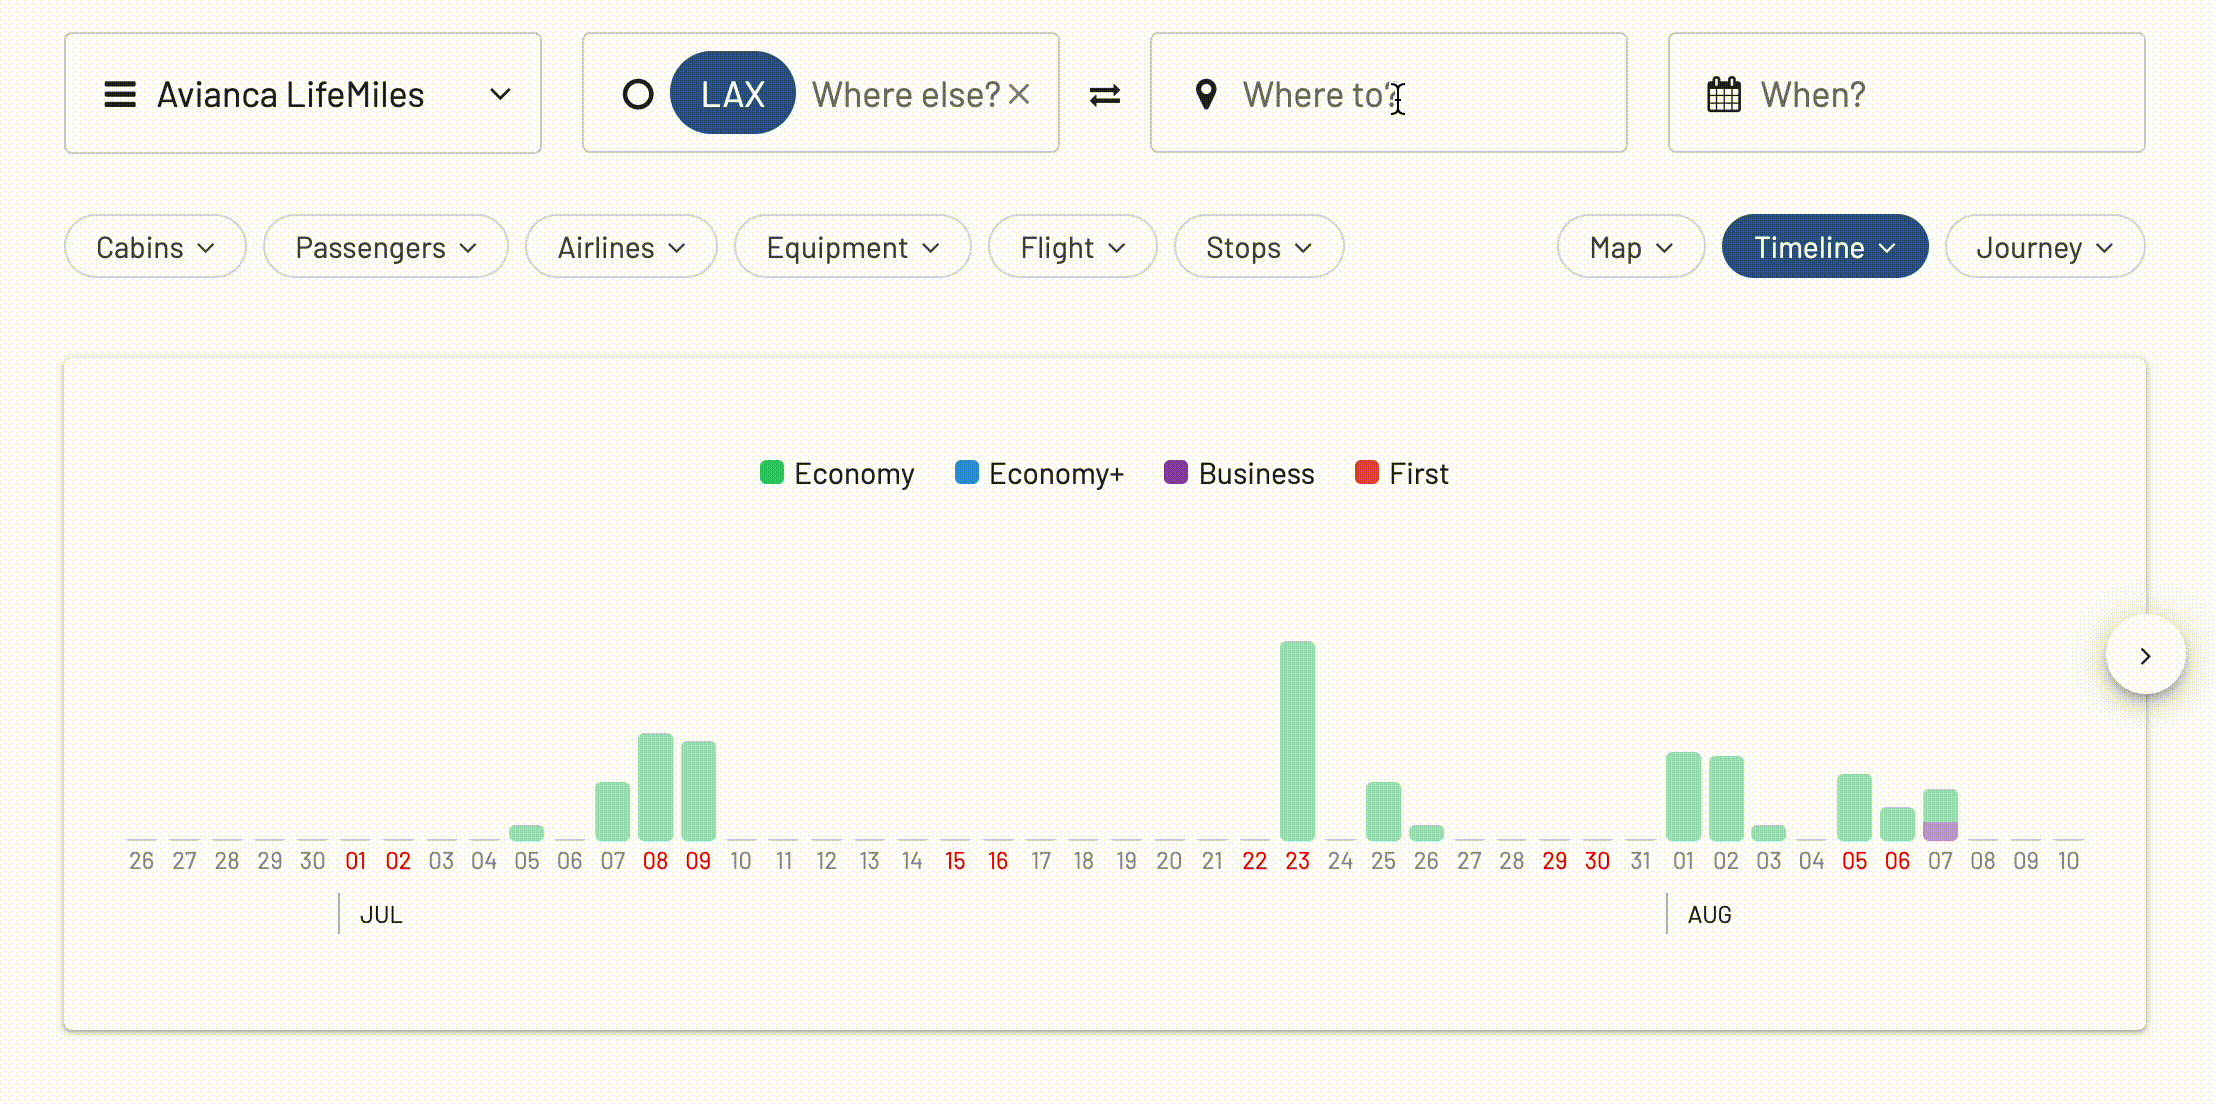 Avianca LifeMiles LAX Where else? Where to? When?
Cabins Passengers Airlines Equipment Flight Stops Map Timeline Journey
Economy Economy+ Business First
26 27 28 29 30 01 02 03 04 05 06 07 08 09 10 11 12 13 14 15 16 17 18 19 20 21 22 23 24 25 26 27 28 29 30 31 01 02 03 04 05 06 07 08 09 10
JUL AUG